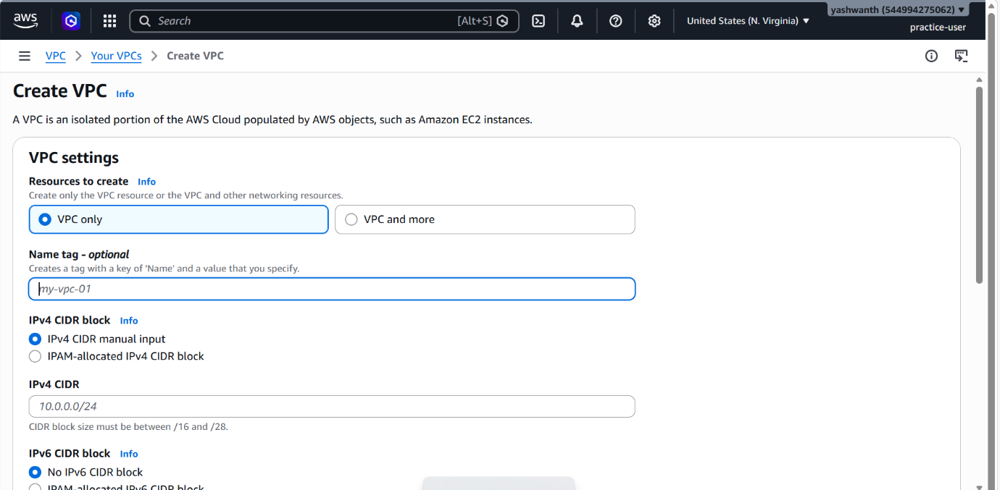 aws
Search [Alt+S] United States (N. Virginia) ▼ yashwanth (544994275062) ▼
practice-user
VPC > Your VPCs > Create VPC
Create VPC Info
A VPC is an isolated portion of the AWS Cloud populated by AWS objects, such as Amazon EC2 instances.
VPC settings
Resources to create Info
Create only the VPC resource or the VPC and other networking resources.
VPC only VPC and more
Name tag - optional
Creates a tag with a key of 'Name' and a value that you specify.
my-vpc-01
IPv4 CIDR block Info
IPv4 CIDR manual input
IPAM-allocated IPv4 CIDR block
IPv4 CIDR
10.0.0.0/24
CIDR block size must be between /16 and /28.
IPv6 CIDR block Info
No IPv6 CIDR block
IPAM-allocated IPv6 CIDR block